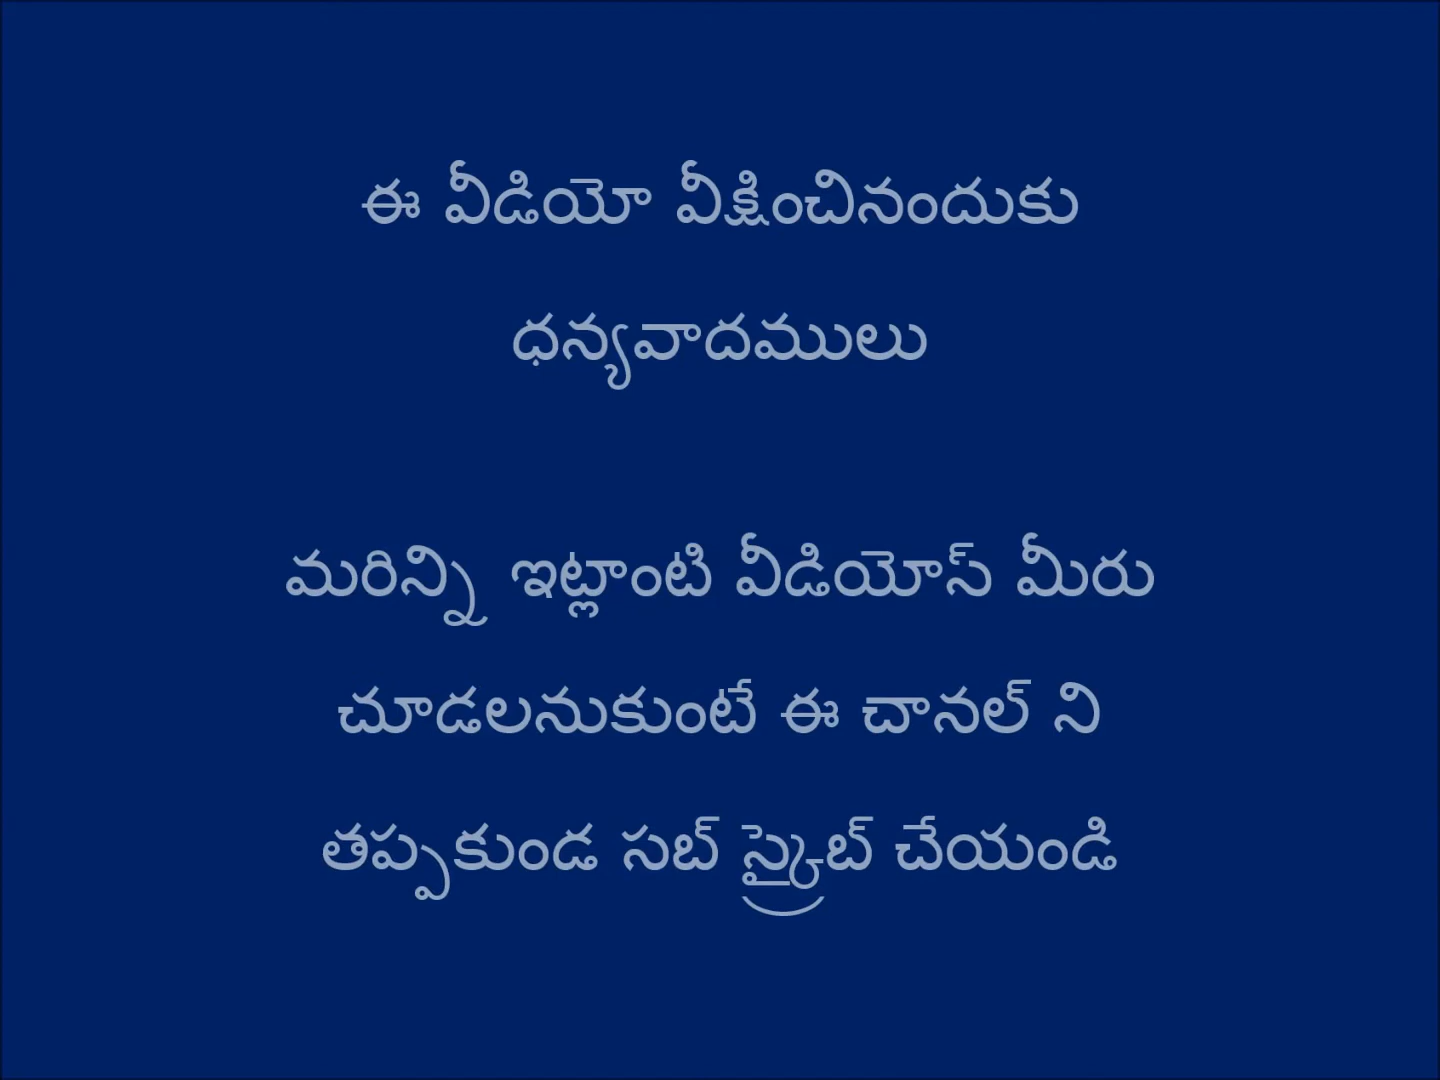 ఈ వీడియో వీక్షించినందుకు
ధన్యవాదములు
మరిన్ని ఇట్లాంటి వీడియోస్ మీరు
చూడలనుకుంటే ఈ చానల్ ని
తప్పకుండ సబ్ స్క్రైబ్ చేయండి